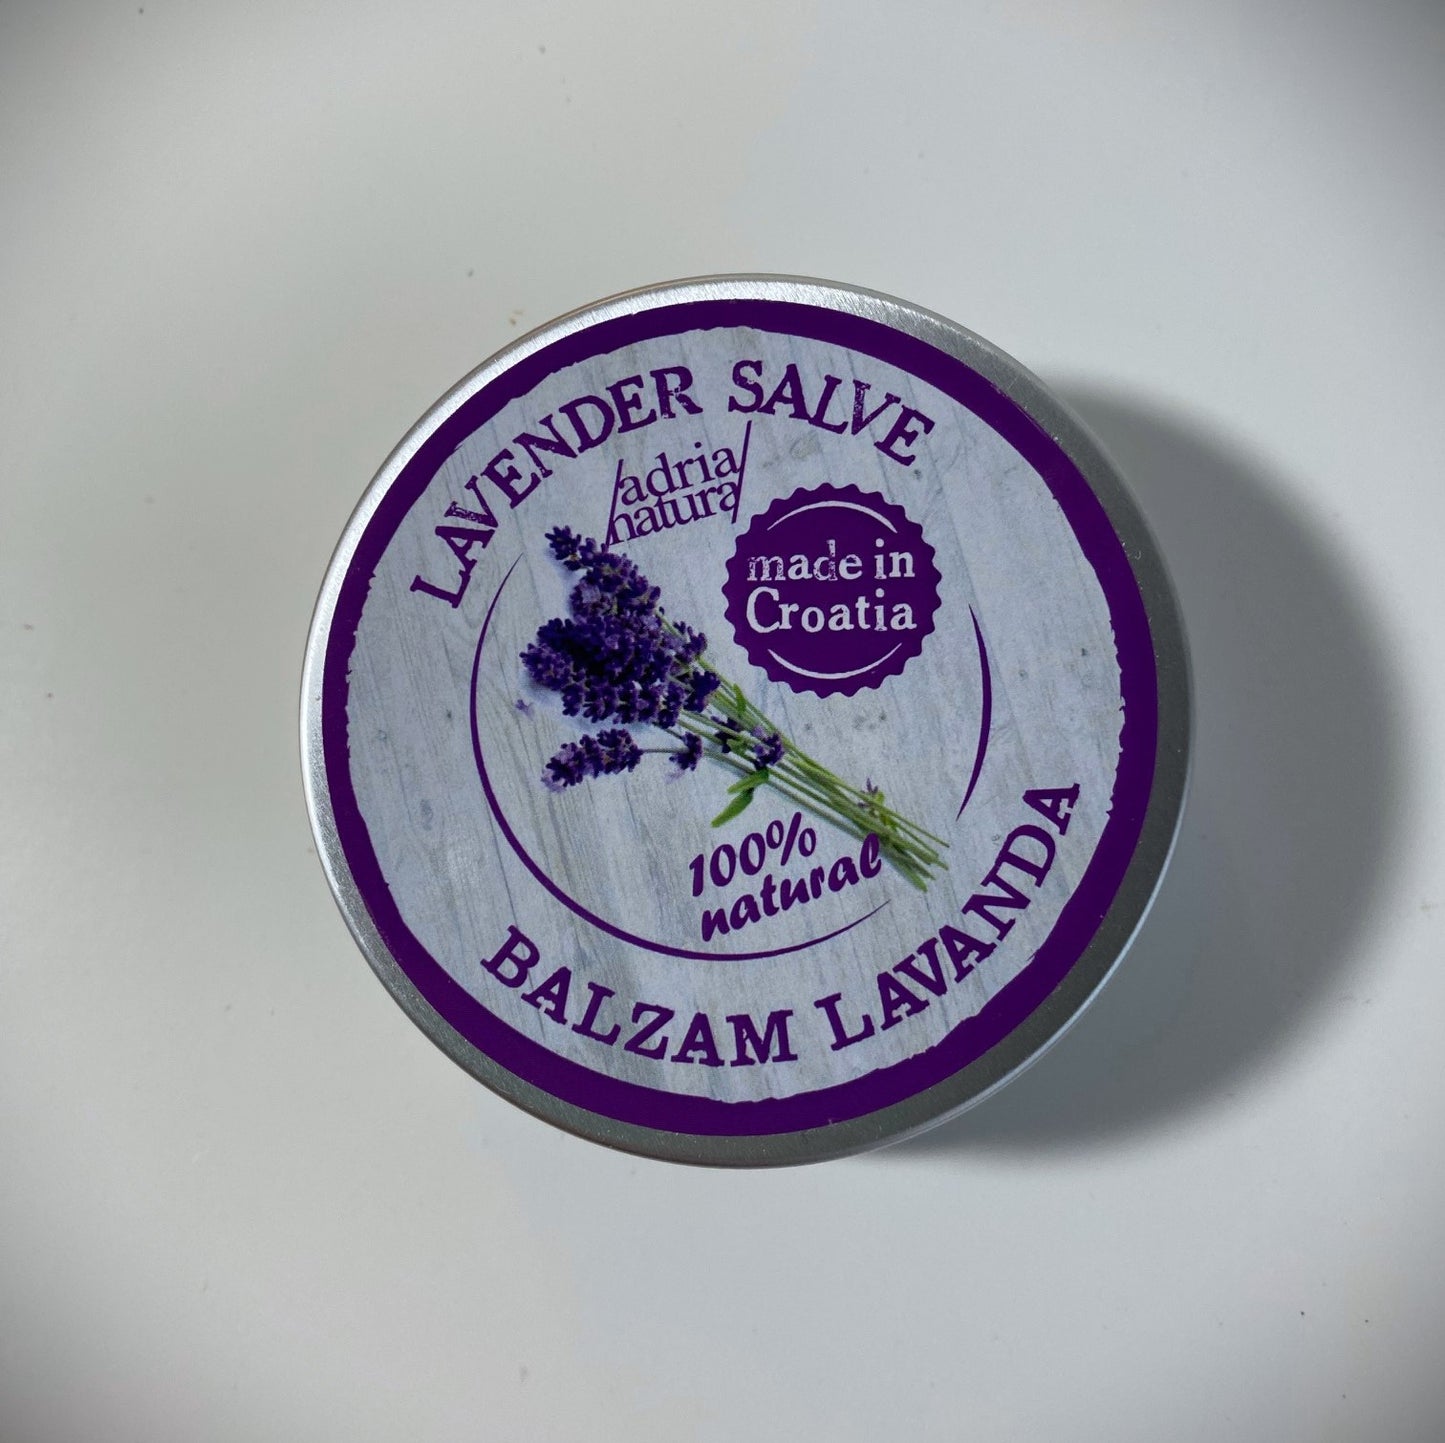 LAVENDER SALVE
adria
natura
made in
Croatia
100%
natural
BALZAM LAVANDA